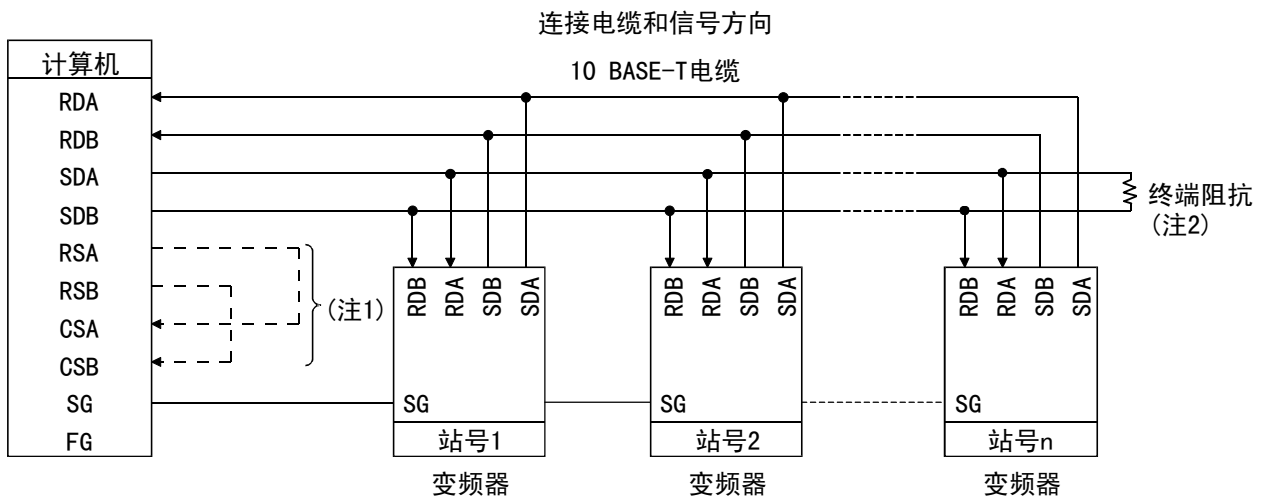 连接电缆和信号方向
10 BASE-T电缆
计算机
RDA
RDB
SDA
SDB
RSA
RSB
CSA
CSB
SG
FG
(注1)
终端阻抗
(注2)
RDB
RDA
SDB
SDA
SG
站号1
变频器
RDB
RDA
SDB
SDA
SG
站号2
变频器
RDB
RDA
SDB
SDA
SG
站号n
变频器